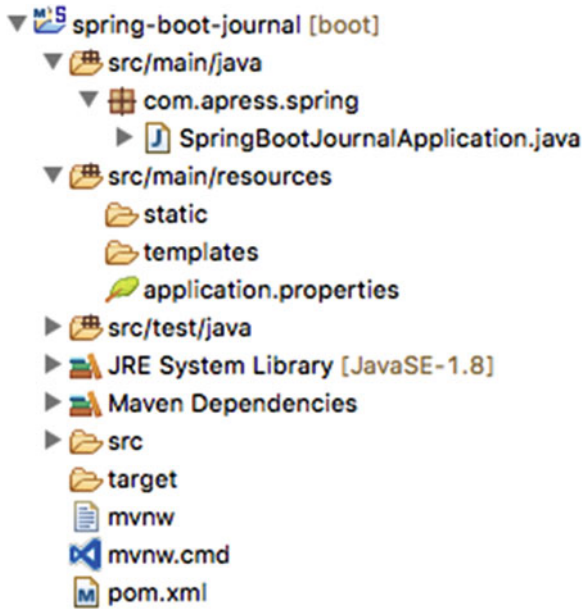 spring-boot-journal [boot]
src/main/java
com.apress.spring
SpringBootJournalApplication.java
src/main/resources
static
templates
application.properties
src/test/java
JRE System Library [JavaSE-1.8]
Maven Dependencies
src
target
mvnw
mvnw.cmd
pom.xml